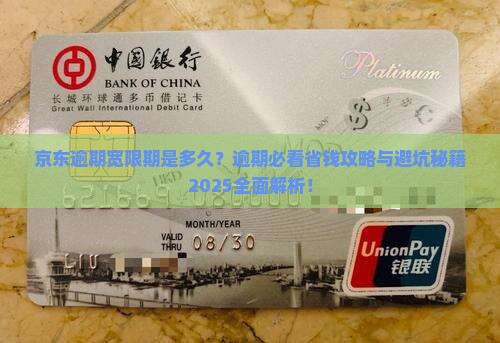 中國銀行
Platinum
BANK OF CHINA
长城环球通多币借记卡
Great Wall International Debit Card
京东逾期宽限期是多久？逾期必看省钱攻略与避坑秘籍
2025全面解析！
MONTH/YEAR
VALID THRU 08/30
UnionPay
银联